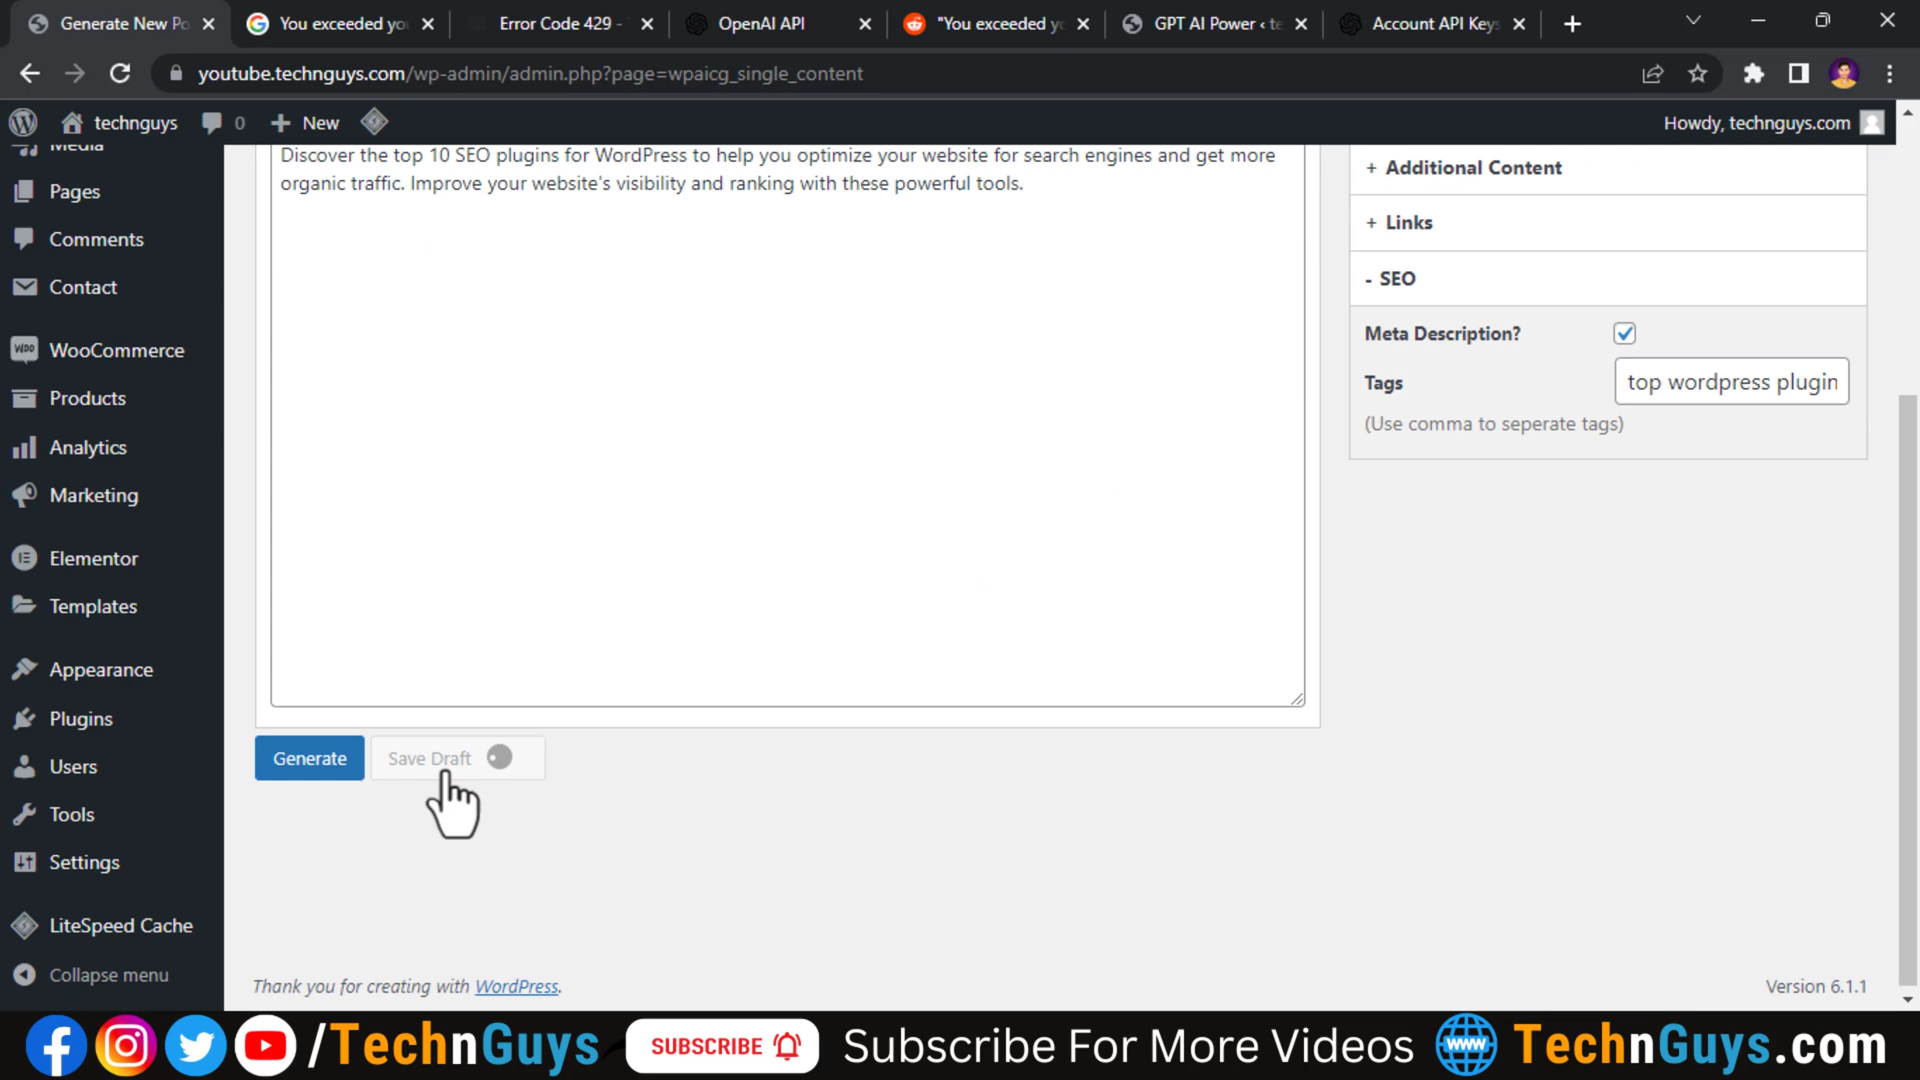 Generate New Po
You exceeded yo
Error Code 429 -
OpenAI API
"You exceeded y
GPT AI Power ‹ te
Account API Keys
youtube.technguys.com/wp-admin/admin.php?page=wpaicg_single_content
technguys
0
New
Howdy, technguys.com
Media
Pages
Comments
Contact
WooCommerce
Products
Analytics
Marketing
Elementor
Templates
Appearance
Plugins
Users
Tools
Settings
LiteSpeed Cache
Collapse menu
Discover the top 10 SEO plugins for WordPress to help you optimize your website for search engines and get more
organic traffic. Improve your website's visibility and ranking with these powerful tools.
+ Additional Content
+ Links
- SEO
Meta Description?
Tags
top wordpress plugin
(Use comma to seperate tags)
Generate
Save Draft
Thank you for creating with WordPress.
Version 6.1.1
/TechnGuys
SUBSCRIBE
Subscribe For More Videos
www
TechnGuys.com